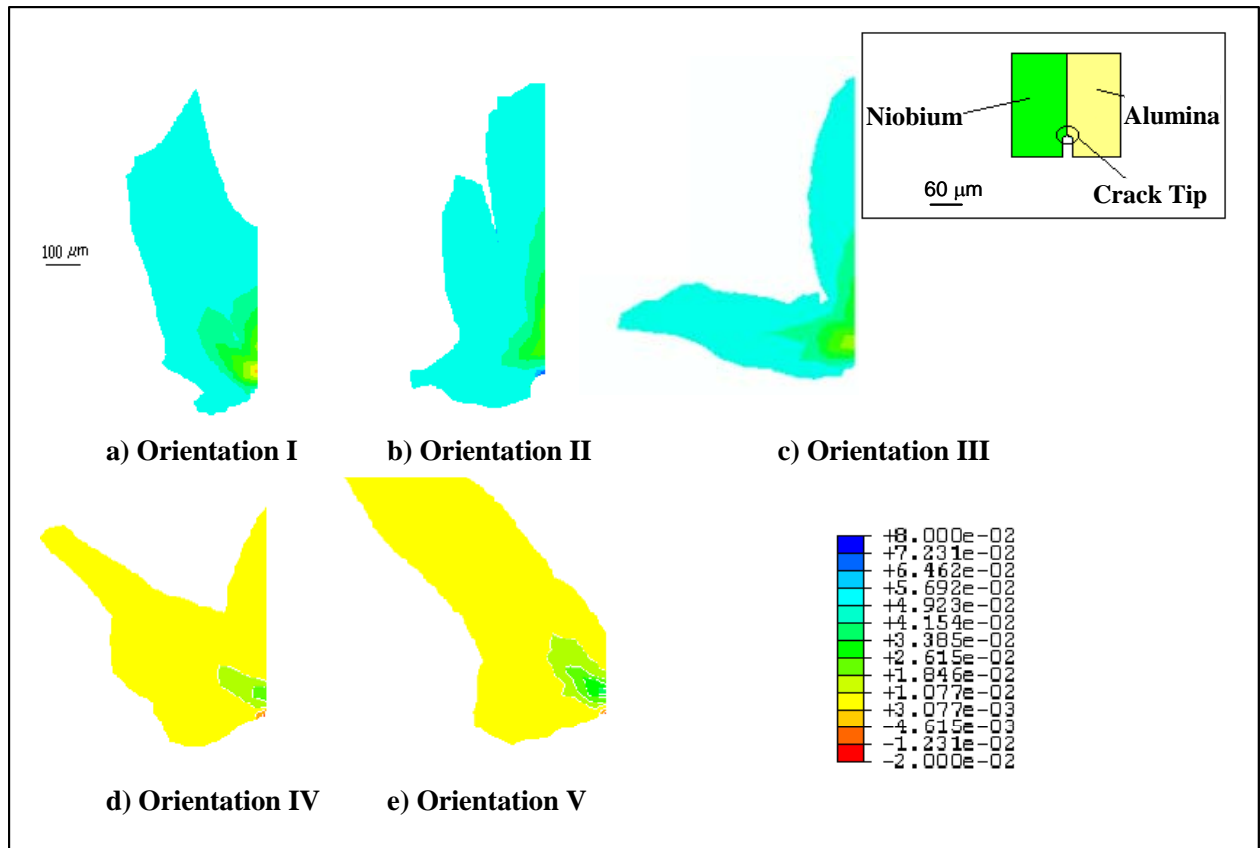 Niobium
Alumina
60 μm
Crack Tip
100 μm
a) Orientation I
b) Orientation II
c) Orientation III
+8.000e-02
+7.231e-02
+6.462e-02
+5.692e-02
+4.923e-02
+4.154e-02
+3.385e-02
+2.615e-02
+1.846e-02
+1.077e-02
+3.077e-03
-4.615e-03
-1.231e-02
-2.000e-02
d) Orientation IV
e) Orientation V